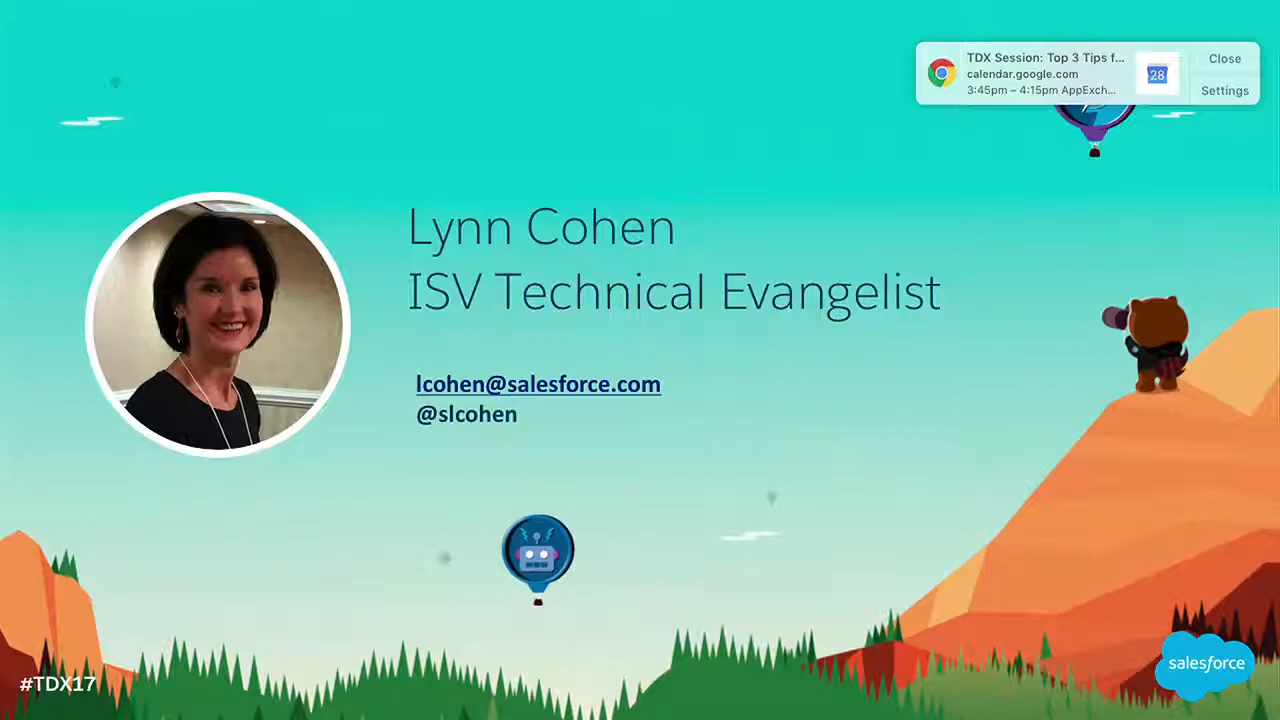 TDX Session: Top 3 Tips f...
calendar.google.com
3:45pm – 4:15pm AppExch...
28
Close
Settings
Lynn Cohen
ISV Technical Evangelist
lcohen@salesforce.com
@slcohen
#TDX17
salesforce